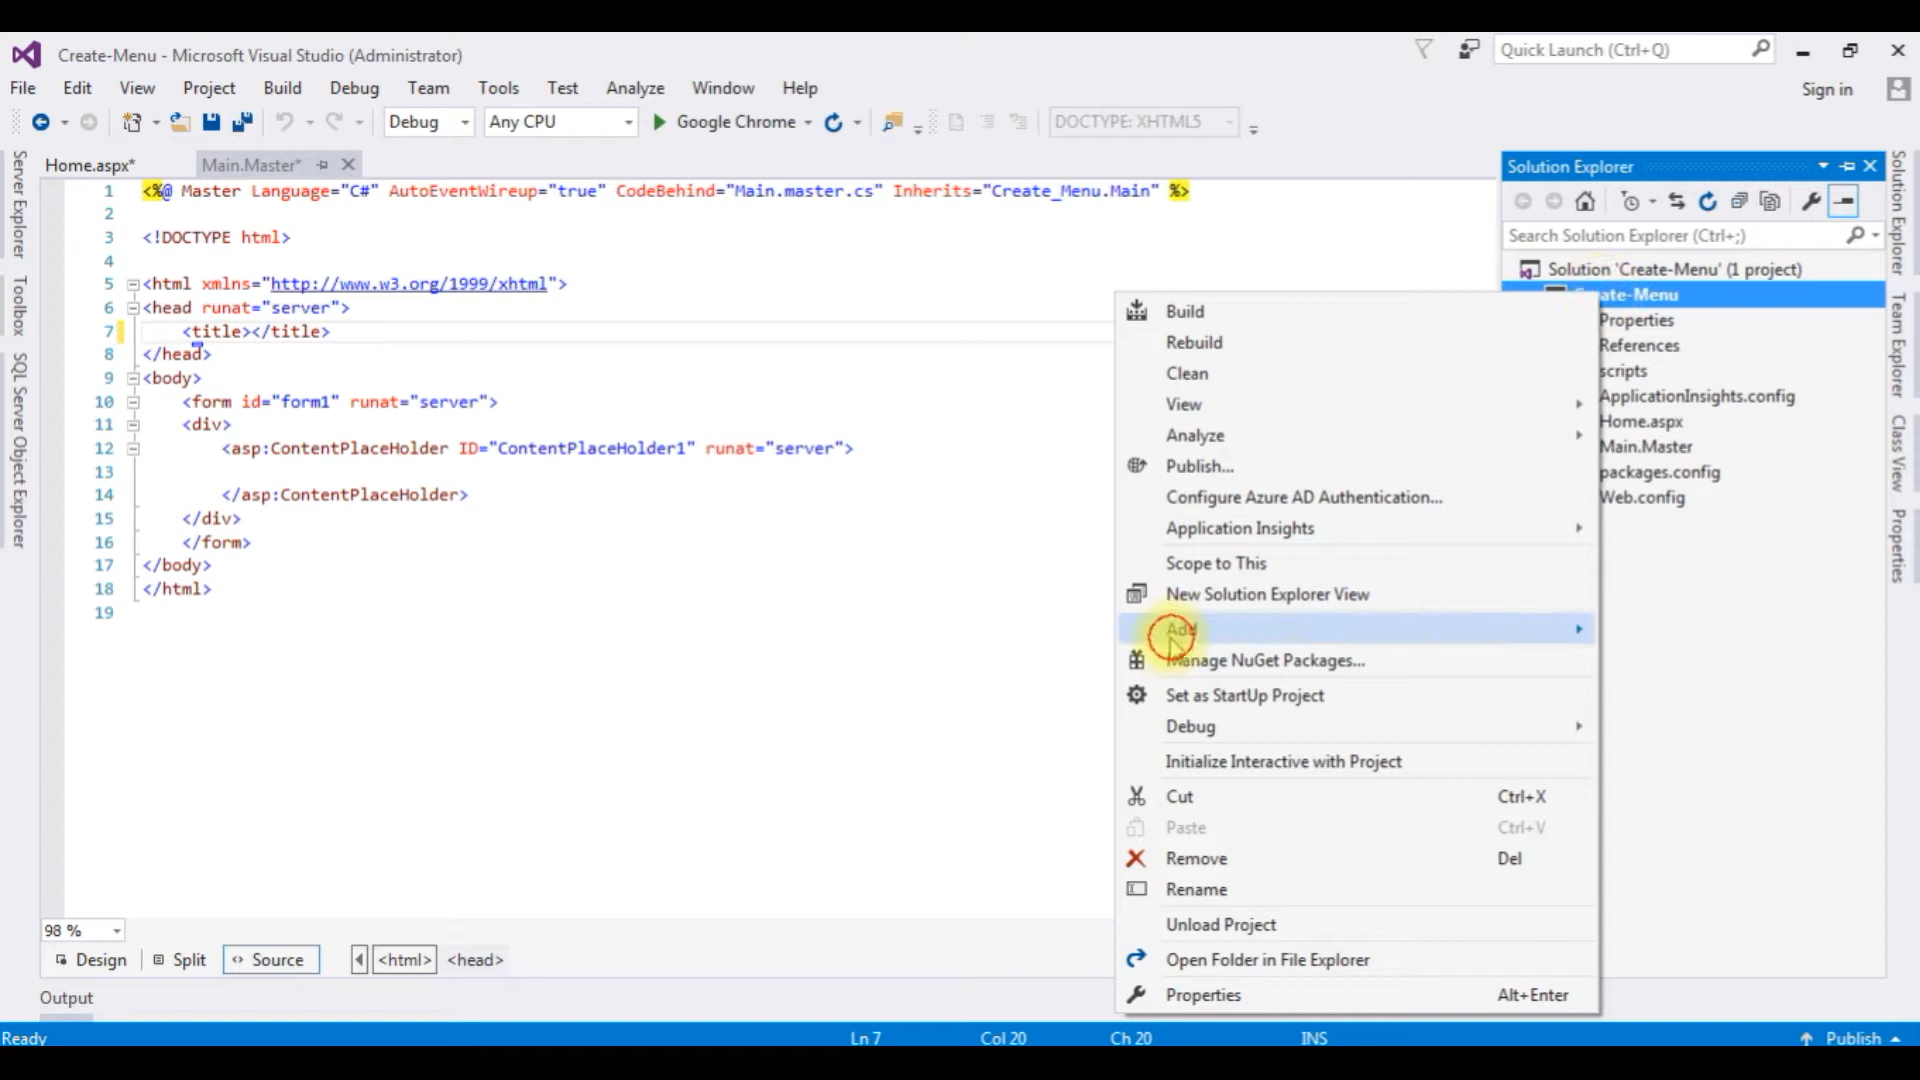 Create-Menu - Microsoft Visual Studio (Administrator)
Quick Launch (Ctrl+Q)
File Edit View Project Build Debug Team Tools Test Analyze Window Help
Sign in
Debug Any CPU Google Chrome DOCTYPE: XHTML5
Server Explorer
Toolbox
SQL Server Object Explorer
Home.aspx* Main.Master*
1 <%@ Master Language="C#" AutoEventWireup="true" CodeBehind="Main.master.cs" Inherits="Create_Menu.Main" %>
2
3 <!DOCTYPE html>
4
5 <html xmlns="http://www.w3.org/1999/xhtml">
6 <head runat="server">
7 <title></title>
8 </head>
9 <body>
10 <form id="form1" runat="server">
11 <div>
12 <asp:ContentPlaceHolder ID="ContentPlaceHolder1" runat="server">
13
14 </asp:ContentPlaceHolder>
15 </div>
16 </form>
17 </body>
18 </html>
19
98 %
Design Split Source <html> <head>
Output
Ready Ln 7 Col 20 Ch 20 INS Publish
Build
Rebuild
Clean
View
Analyze
Publish...
Configure Azure AD Authentication...
Application Insights
Scope to This
New Solution Explorer View
Add
Manage NuGet Packages...
Set as StartUp Project
Debug
Initialize Interactive with Project
Cut Ctrl+X
Paste Ctrl+V
Remove Del
Rename
Unload Project
Open Folder in File Explorer
Properties Alt+Enter
Solution Explorer
Search Solution Explorer (Ctrl+;)
Solution 'Create-Menu' (1 project)
ate-Menu
Properties
References
scripts
ApplicationInsights.config
Home.aspx
Main.Master
packages.config
Web.config
Solution Explorer
Team Explorer
Class View
Properties